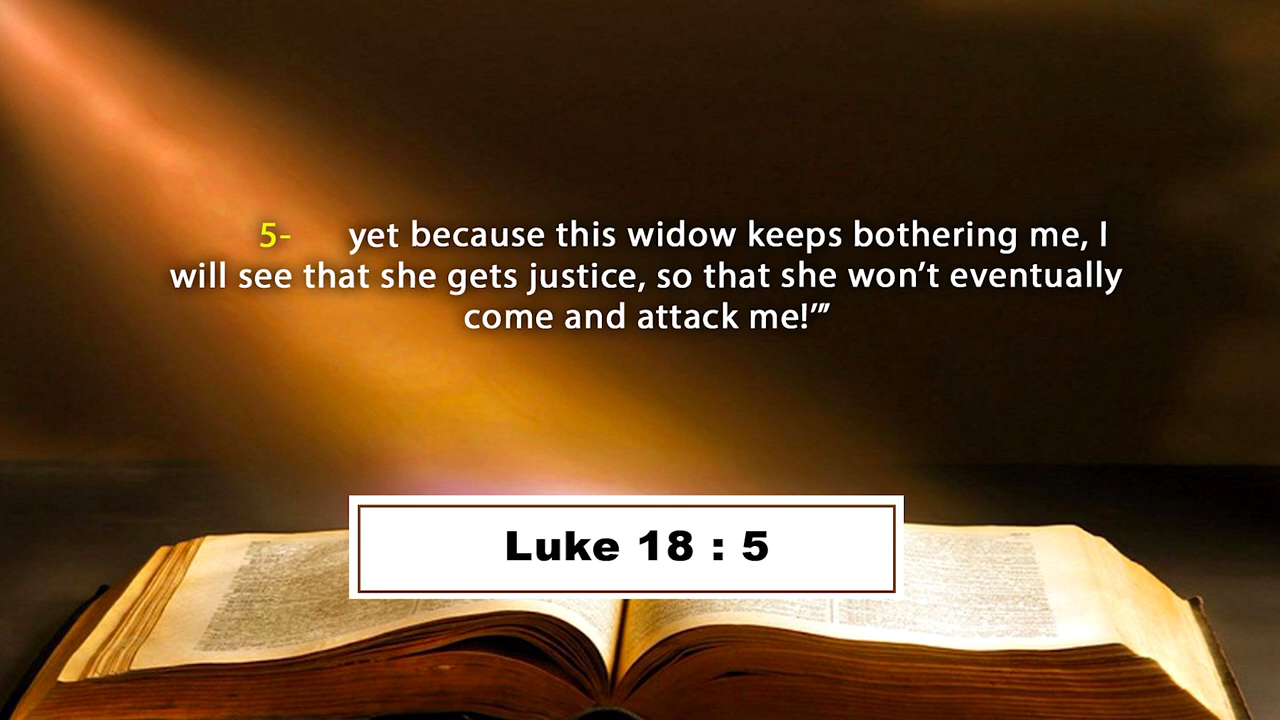 5- yet because this widow keeps bothering me, I
will see that she gets justice, so that she won’t eventually
come and attack me!’”
Luke 18 : 5